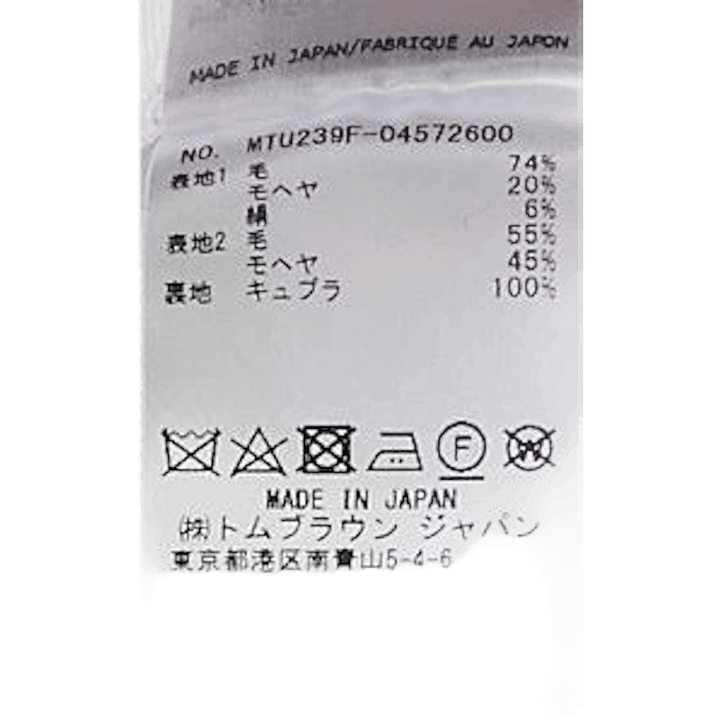 MADE IN JAPAN/FABRIQUÉ AU JAPON
NO. MTU239F-04572600
表地1 毛 74%
モヘヤ 20%
絹 6%
表地2 毛 55%
モヘヤ 45%
裏地 キュプラ 100%
F W
MADE IN JAPAN
㈱トムブラウン ジャパン
東京都港区南青山5-4-6